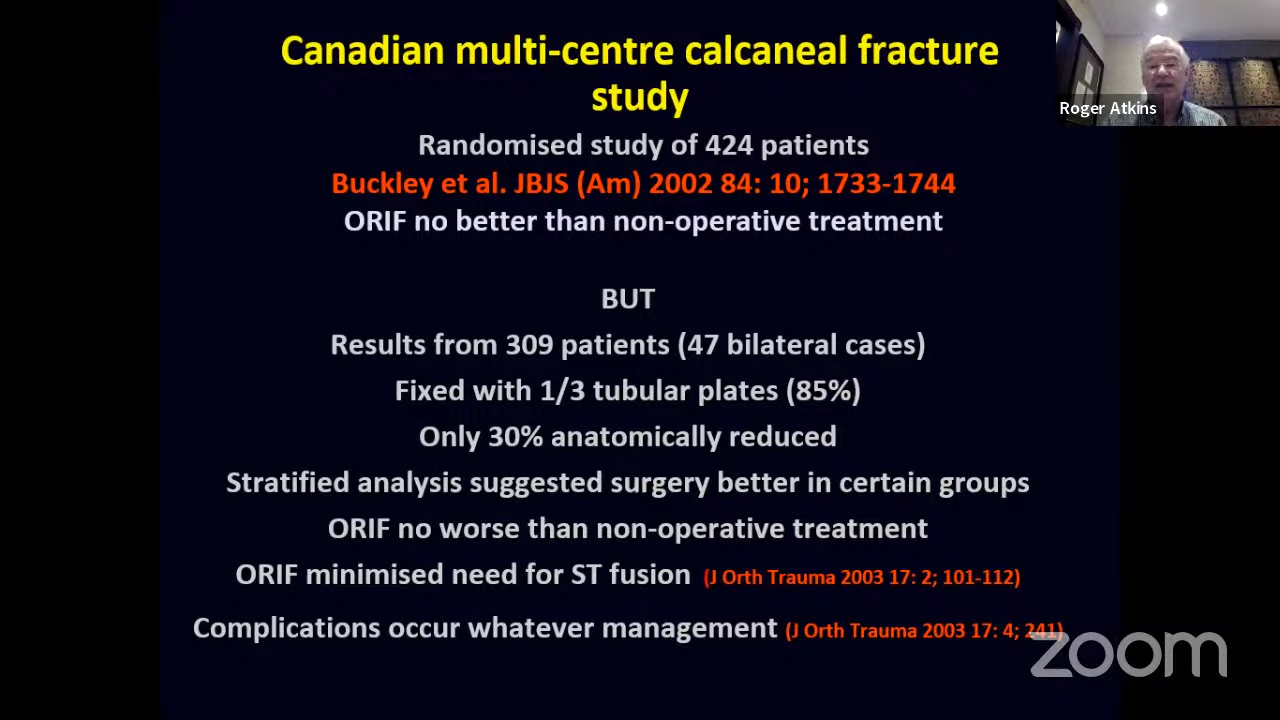 Canadian multi-centre calcaneal fracture
study
Roger Atkins
Randomised study of 424 patients
Buckley et al. JBJS (Am) 2002 84: 10; 1733-1744
ORIF no better than non-operative treatment
BUT
Results from 309 patients (47 bilateral cases)
Fixed with 1/3 tubular plates (85%)
Only 30% anatomically reduced
Stratified analysis suggested surgery better in certain groups
ORIF no worse than non-operative treatment
ORIF minimised need for ST fusion (J Orth Trauma 2003 17: 2; 101-112)
Complications occur whatever management (J Orth Trauma 2003 17: 4; 241)
zoom